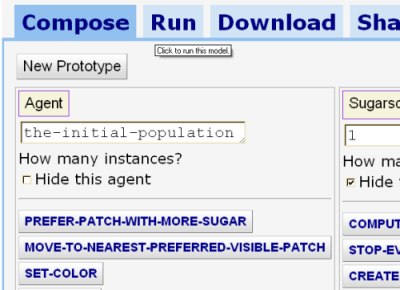 Compose Run Download Sha
Click to run this model.
New Prototype
Agent
the-initial-population
How many instances?
Hide this agent
PREFER-PATCH-WITH-MORE-SUGAR
MOVE-TO-NEAREST-PREFERRED-VISIBLE-PATCH
SET-COLOR
Sugarsc
1
How ma
Hide
COMPUT
STOP-EV
CREATE